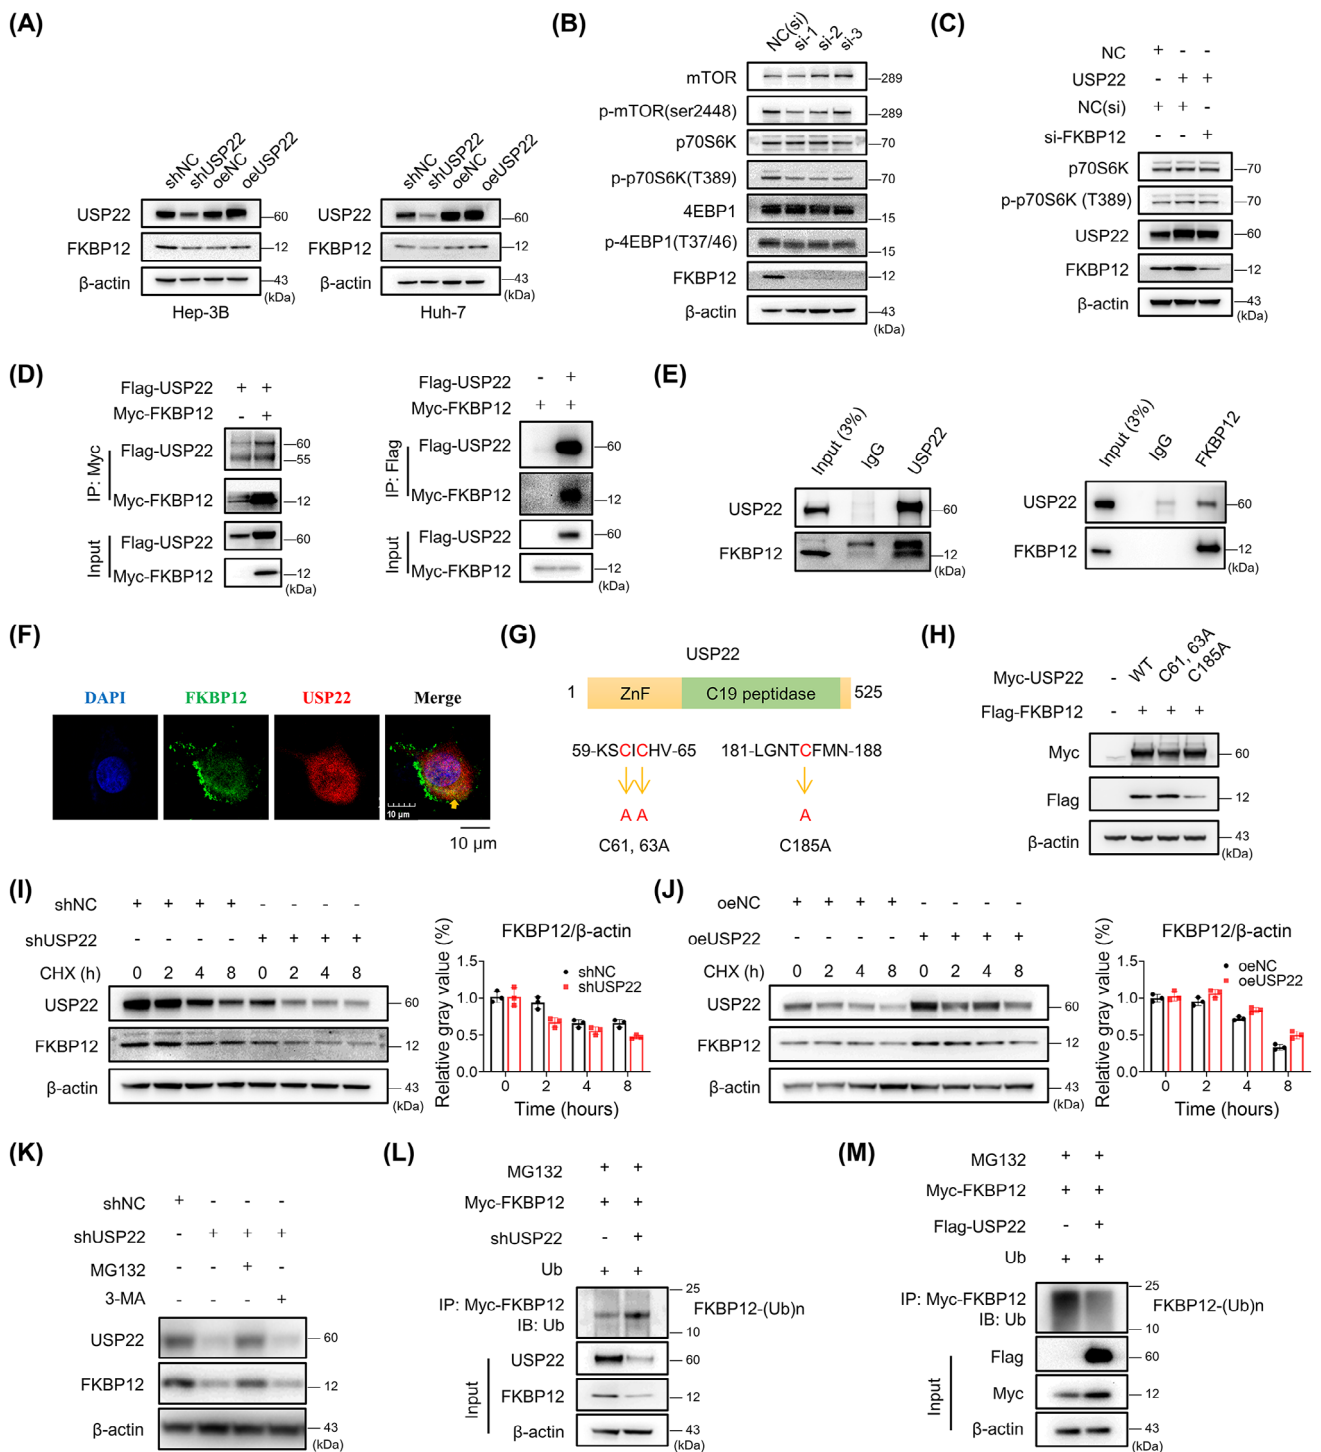 (A)
shNC shUSP22 oeNC oeUSP22
USP22 60
FKBP12 12
β-actin 43
(kDa)
Hep-3B
shNC shUSP22 oeNC oeUSP22
USP22 60
FKBP12 12
β-actin 43
(kDa)
Huh-7
(B)
NC(si) si-1 si-2 si-3
mTOR 289
p-mTOR(ser2448) 289
p70S6K 70
p-p70S6K(T389) 70
4EBP1 15
p-4EBP1(T37/46) 15
FKBP12 12
β-actin 43
(kDa)
(C)
NC + - -
USP22 - + +
NC(si) + + -
si-FKBP12 - - +
p70S6K 70
p-p70S6K (T389) 70
USP22 60
FKBP12 12
β-actin 43
(kDa)
(D)
Flag-USP22 + +
Myc-FKBP12 - +
IP: Myc
Flag-USP22 60
55
Myc-FKBP12 12
Input
Flag-USP22 60
Myc-FKBP12 12
(kDa)
Flag-USP22 - +
Myc-FKBP12 + +
IP: Flag
Flag-USP22 60
Myc-FKBP12 12
Input
Flag-USP22 60
Myc-FKBP12 12
(kDa)
(E)
Input (3%) IgG USP22
USP22 60
FKBP12 12
(kDa)
Input (3%) IgG FKBP12
USP22 60
FKBP12 12
(kDa)
(F)
DAPI FKBP12 USP22 Merge
10 μm
10 μm
(G)
USP22
1 ZnF C19 peptidase 525
59-KSCICHV-65 181-LGNTCFMN-188
A A A
C61, 63A C185A
(H)
Myc-USP22 - WT C61, 63A C185A
Flag-FKBP12 - + + +
Myc 60
Flag 12
β-actin 43
(kDa)
(I)
shNC + + + + - - - -
shUSP22 - - - - + + + +
CHX (h) 0 2 4 8 0 2 4 8
USP22 60
FKBP12 12
β-actin 43
(kDa)
FKBP12/β-actin
Relative gray value (%)
1.5
1.0
0.5
0.0
shNC
shUSP22
0 2 4 8
Time (hours)
(J)
oeNC + + + + - - - -
oeUSP22 - - - - + + + +
CHX (h) 0 2 4 8 0 2 4 8
USP22 60
FKBP12 12
β-actin 43
(kDa)
FKBP12/β-actin
Relative gray value (%)
1.5
1.0
0.5
0.0
oeNC
oeUSP22
0 2 4 8
Time (hours)
(K)
shNC + - - -
shUSP22 - + + +
MG132 - - + -
3-MA - - - +
USP22 60
FKBP12 12
β-actin 43
(kDa)
(L)
MG132 + +
Myc-FKBP12 + +
shUSP22 - +
Ub + +
IP: Myc-FKBP12
IB: Ub
25
10
FKBP12-(Ub)n
Input
USP22 60
FKBP12 12
β-actin 43
(kDa)
(M)
MG132 + +
Myc-FKBP12 + +
Flag-USP22 - +
Ub + +
IP: Myc-FKBP12
IB: Ub
25
10
FKBP12-(Ub)n
Input
Flag 60
Myc 12
β-actin 43
(kDa)